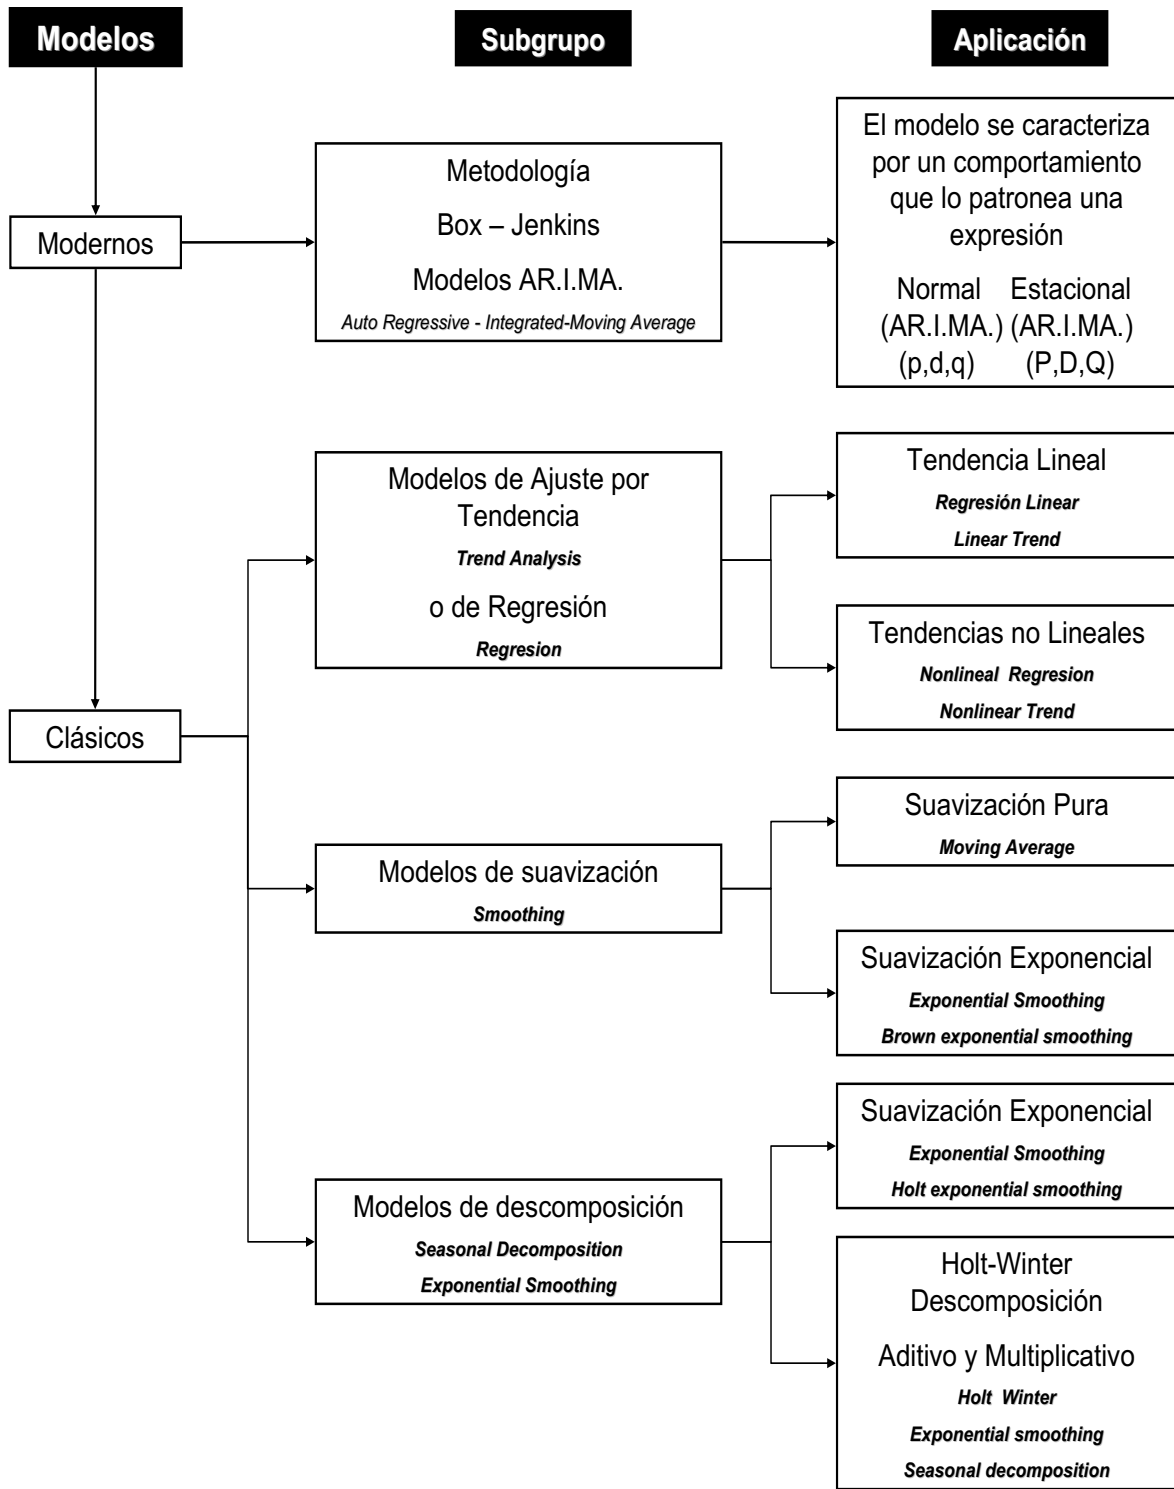 Modelos
Subgrupo
Aplicación
Modernos
Metodología
Box – Jenkins
Modelos AR.I.MA.
Auto Regressive - Integrated-Moving Average
El modelo se caracteriza
por un comportamiento
que lo patronea una
expresión
Normal Estacional
(AR.I.MA.) (AR.I.MA.)
(p,d,q) (P,D,Q)
Clásicos
Modelos de Ajuste por
Tendencia
Trend Analysis
o de Regresión
Regresion
Tendencia Lineal
Regresión Linear
Linear Trend
Tendencias no Lineales
Nonlineal Regresion
Nonlinear Trend
Modelos de suavización
Smoothing
Suavización Pura
Moving Average
Suavización Exponencial
Exponential Smoothing
Brown exponential smoothing
Modelos de descomposición
Seasonal Decomposition
Exponential Smoothing
Suavización Exponencial
Exponential Smoothing
Holt exponential smoothing
Holt-Winter
Descomposición
Aditivo y Multiplicativo
Holt Winter
Exponential smoothing
Seasonal decomposition